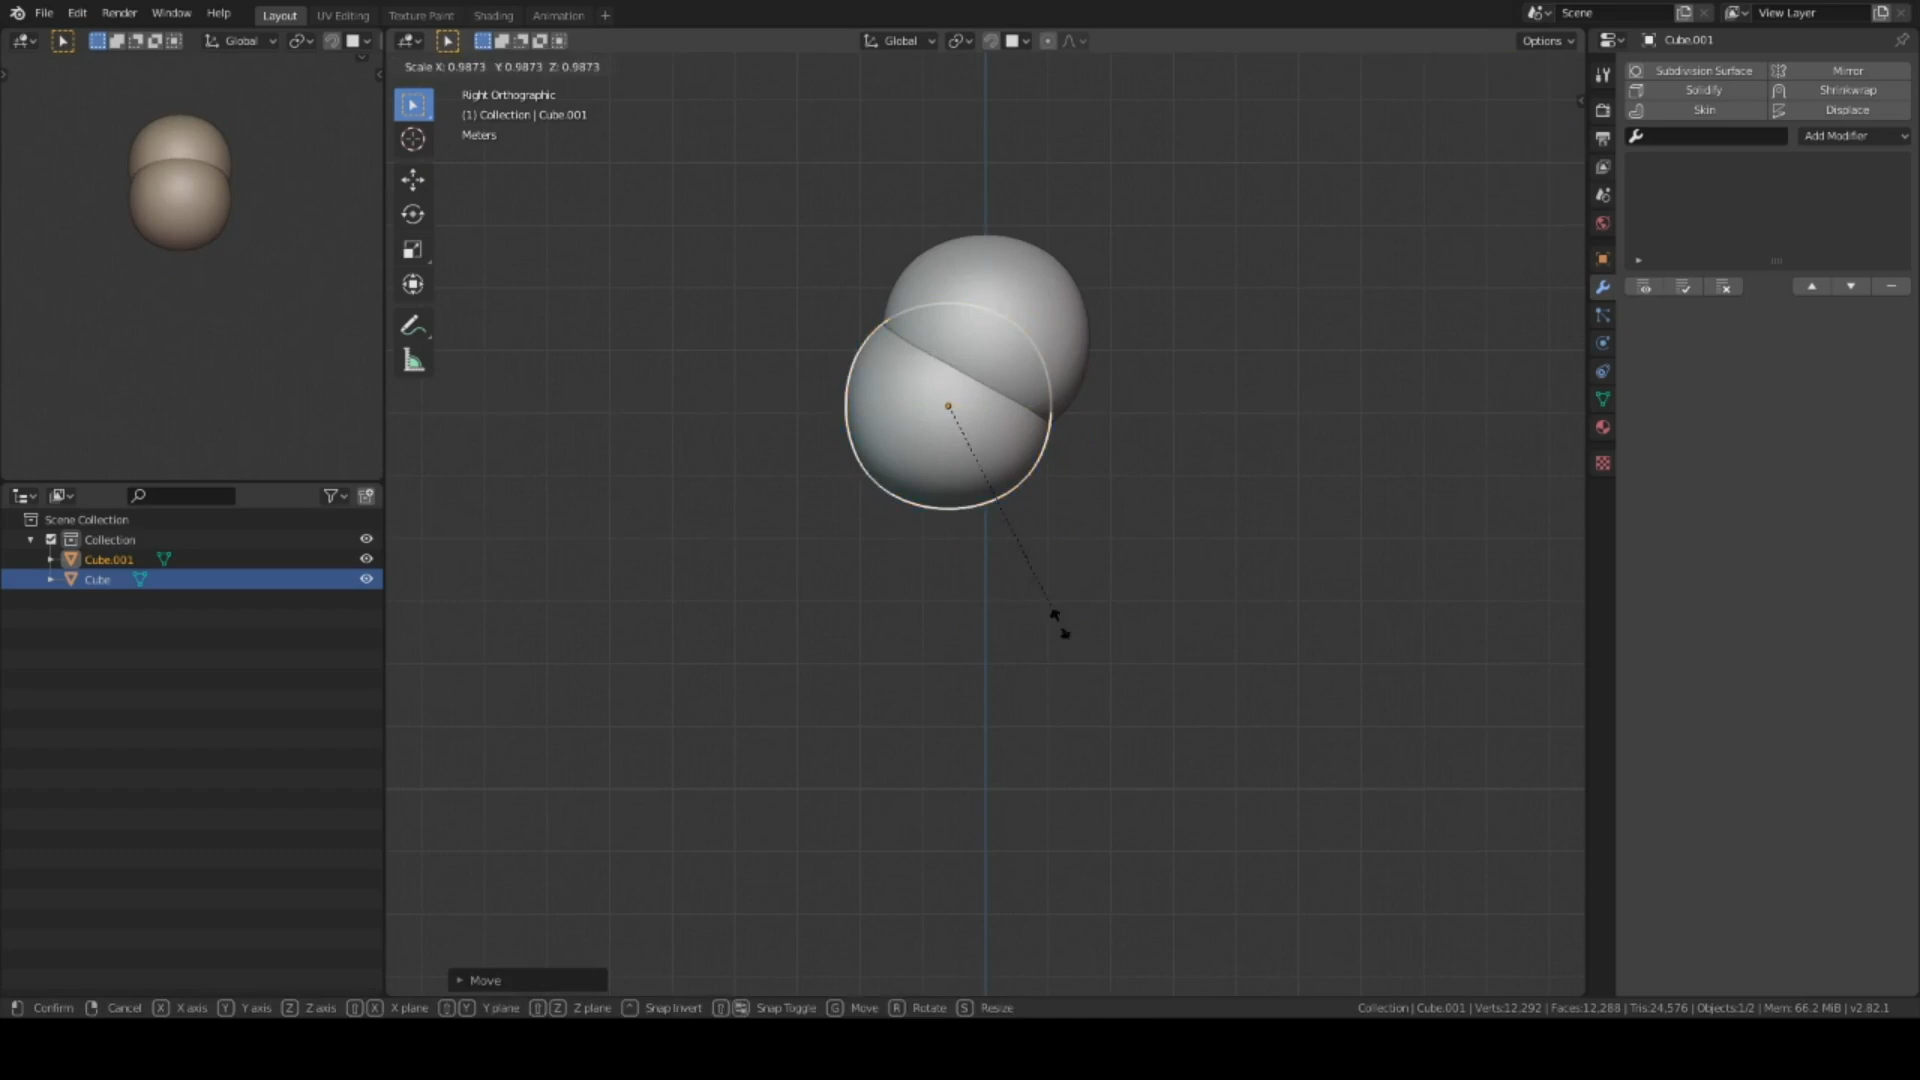 File Edit Render Window Help Layout UV Editing Texture Paint Shading Animation + Scene View Layer
Global Global Options Cube.001
Scale X: 0.9873 Y: 0.9873 Z: 0.9873
Right Orthographic
(1) Collection | Cube.001
Meters
Subdivision Surface Mirror
Solidify Shrinkwrap
Skin Displace
Add Modifier
Scene Collection
Collection
Cube.001
Cube
Move
Confirm Cancel X X axis Y Y axis Z Z axis X X plane Y Y plane Z Z plane Snap Invert Snap Toggle G Move R Rotate S Resize Collection | Cube.001 | Verts:12,292 | Faces:12,288 | Tris:24,576 | Objects:1/2 | Mem: 66.2 MiB | v2.82.1